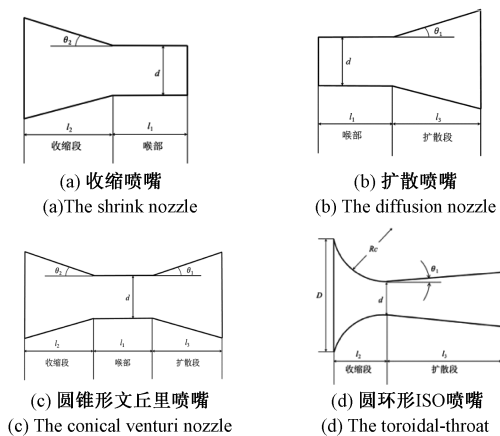 θ₂
d
l₂ l₁
收缩段 喉部
(a) 收缩喷嘴
(a)The shrink nozzle
θ₁
d
l₁ l₃
喉部 扩散段
(b) 扩散喷嘴
(b) The diffusion nozzle
θ₂ θ₁
d
l₂ l₁ l₃
收缩段 喉部 扩散段
(c) 圆锥形文丘里喷嘴
(c) The conical venturi nozzle
Rc
θ₁
D d
l₂ l₃
收缩段 扩散段
(d) 圆环形ISO喷嘴
(d) The toroidal-throat